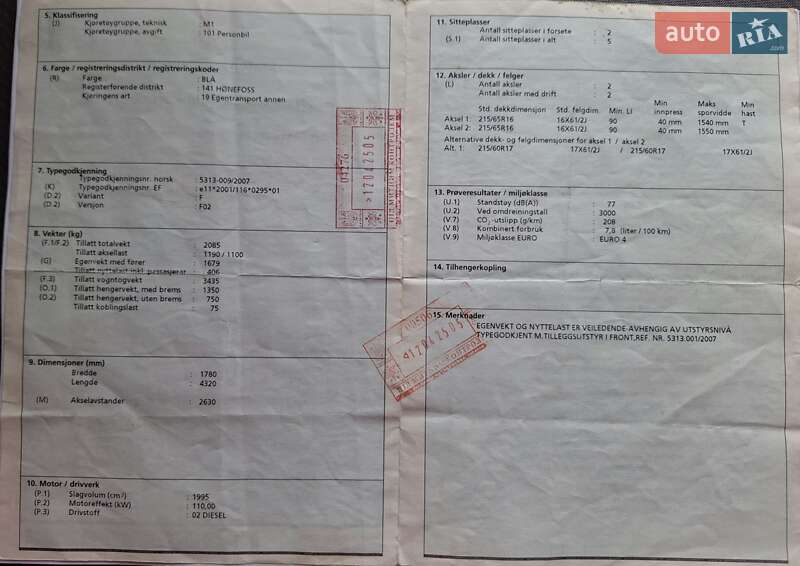 5. Klassifisering
(J) Kjøretøygruppe, teknisk : M1
Kjøretøygruppe, avgift : 101 Personbil
6. Farge / registreringsdistrikt / registreringskoder
(R) Farge : BLÅ
Registerførende distrikt : 141 HØNEFOSS
Kjøringens art : 19 Egentransport annen
7. Typegodkjenning
Typegodkjenningsnr. norsk : 5313-009/2007
(K) Typegodkjenningsnr. EF : e11*2001/116*0295*01
(D.2) Variant : F
(D.2) Versjon : F02
8. Vekter (kg)
(F.1/F.2) Tillatt totalvekt : 2085
Tillatt aksellast : 1190 / 1100
(G) Egenvekt med fører : 1679
Tillatt nyttelast inkl. passasjerer : 406
(F.3) Tillatt vogntogvekt : 3435
(O.1) Tillatt hengervekt, med brems : 1350
(O.2) Tillatt hengervekt, uten brems : 750
Tillatt koblingslast : 75
9. Dimensjoner (mm)
Bredde : 1780
Lengde : 4320
(M) Akselavstander : 2630
10. Motor / drivverk
(P.1) Slagvolum (cm³) : 1995
(P.2) Motoreffekt (kW) : 110,00
(P.3) Drivstoff : 02 DIESEL
11. Sitteplasser
Antall sitteplasser i forsete : 2
(S.1) Antall sitteplasser i alt : 5
12. Aksler / dekk / felger
(L) Antall aksler : 2
Antall aksler med drift : 2
Std. dekkdimensjon Std. felgdim Min. LI Min innpress Maks sporvidde Min hast
Aksel 1: 215/65R16 16X61/2J 90 40 mm 1540 mm T
Aksel 2: 215/65R16 16X61/2J 90 40 mm 1550 mm
Alternative dekk- og felgdimensjoner for aksel 1 / aksel 2
Alt. 1: 215/60R17 17X61/2J / 215/60R17 17X61/2J
13. Prøveresultater / miljøklasse
(U.1) Standstøy (dB(A)) : 77
(U.2) Ved omdreiningstall : 3000
(V.7) CO₂-utslipp (g/km) : 208
(V.8) Kombinert forbruk : 7,8 (liter / 100 km)
(V.9) Miljøklasse EURO : EURO 4
14. Tilhengerkopling
15. Merknader
EGENVEKT OG NYTTELAST ER VEILEDENDE-AVHENGIG AV UTSTYRSNIVÅ
TYPEGODKJENT M.TILLEGGSUTSTYR I FRONT,REF. NR. 5313.001/2007
auto RIA .com